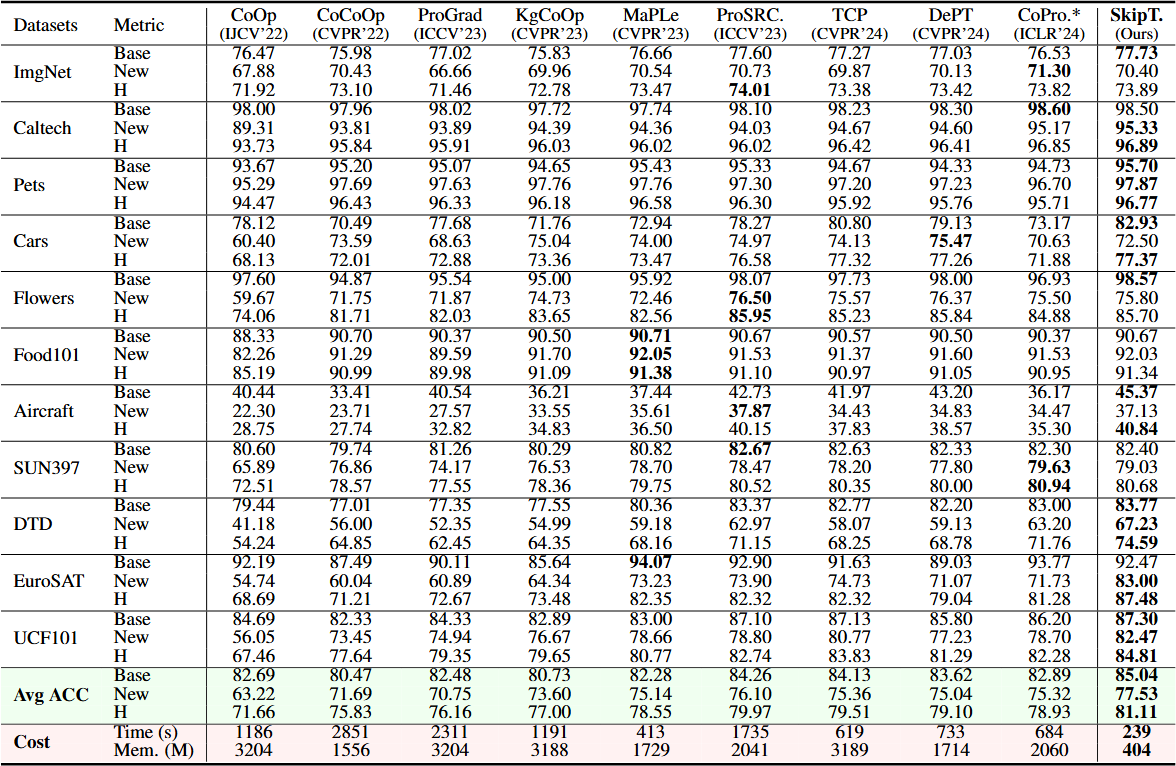 Datasets Metric CoOp CoCoOp ProGrad KgCoOp MaPLe ProSRC. TCP DePT CoPro.* SkipT.
(IJCV'22) (CVPR'22) (ICCV'23) (CVPR'23) (CVPR'23) (ICCV'23) (CVPR'24) (CVPR'24) (ICLR'24) (Ours)
Base 76.47 75.98 77.02 75.83 76.66 77.60 77.27 77.03 76.53 77.73
ImgNet New 67.88 70.43 66.66 69.96 70.54 70.73 69.87 70.13 71.30 70.40
H 71.92 73.10 71.46 72.78 73.47 74.01 73.38 73.42 73.82 73.89
Base 98.00 97.96 98.02 97.72 97.74 98.10 98.23 98.30 98.60 98.50
Caltech New 89.31 93.81 93.89 94.39 94.36 94.03 94.67 94.60 95.17 95.33
H 93.73 95.84 95.91 96.03 96.02 96.02 96.42 96.41 96.85 96.89
Base 93.67 95.20 95.07 94.65 95.43 95.33 94.67 94.33 94.73 95.70
Pets New 95.29 97.69 97.63 97.76 97.76 97.30 97.20 97.23 96.70 97.87
H 94.47 96.43 96.33 96.18 96.58 96.30 95.92 95.76 95.71 96.77
Base 78.12 70.49 77.68 71.76 72.94 78.27 80.80 79.13 73.17 82.93
Cars New 60.40 73.59 68.63 75.04 74.00 74.97 74.13 75.47 70.63 72.50
H 68.13 72.01 72.88 73.36 73.47 76.58 77.32 77.26 71.88 77.37
Base 97.60 94.87 95.54 95.00 95.92 98.07 97.73 98.00 96.93 98.57
Flowers New 59.67 71.75 71.87 74.73 72.46 76.50 75.57 76.37 75.50 75.80
H 74.06 81.71 82.03 83.65 82.56 85.95 85.23 85.84 84.88 85.70
Base 88.33 90.70 90.37 90.50 90.71 90.67 90.57 90.50 90.37 90.67
Food101 New 82.26 91.29 89.59 91.70 92.05 91.53 91.37 91.60 91.53 92.03
H 85.19 90.99 89.98 91.09 91.38 91.10 90.97 91.05 90.95 91.34
Base 40.44 33.41 40.54 36.21 37.44 42.73 41.97 43.20 36.17 45.37
Aircraft New 22.30 23.71 27.57 33.55 35.61 37.87 34.43 34.83 34.47 37.13
H 28.75 27.74 32.82 34.83 36.50 40.15 37.83 38.57 35.30 40.84
Base 80.60 79.74 81.26 80.29 80.82 82.67 82.63 82.33 82.30 82.40
SUN397 New 65.89 76.86 74.17 76.53 78.70 78.47 78.20 77.80 79.63 79.03
H 72.51 78.57 77.55 78.36 79.75 80.52 80.35 80.00 80.94 80.68
Base 79.44 77.01 77.35 77.55 80.36 83.37 82.77 82.20 83.00 83.77
DTD New 41.18 56.00 52.35 54.99 59.18 62.97 58.07 59.13 63.20 67.23
H 54.24 64.85 62.45 64.35 68.16 71.15 68.25 68.78 71.76 74.59
Base 92.19 87.49 90.11 85.64 94.07 92.90 91.63 89.03 93.77 92.47
EuroSAT New 54.74 60.04 60.89 64.34 73.23 73.90 74.73 71.07 71.73 83.00
H 68.69 71.21 72.67 73.48 82.35 82.32 82.32 79.04 81.28 87.48
Base 84.69 82.33 84.33 82.89 83.00 87.10 87.13 85.80 86.20 87.30
UCF101 New 56.05 73.45 74.94 76.67 78.66 78.80 80.77 77.23 78.70 82.47
H 67.46 77.64 79.35 79.65 80.77 82.74 83.83 81.29 82.28 84.81
Base 82.69 80.47 82.48 80.73 82.28 84.26 84.13 83.62 82.89 85.04
Avg ACC New 63.22 71.69 70.75 73.60 75.14 76.10 75.36 75.04 75.32 77.53
H 71.66 75.83 76.16 77.00 78.55 79.97 79.51 79.10 78.93 81.11
Cost Time (s) 1186 2851 2311 1191 413 1735 619 733 684 239
Mem. (M) 3204 1556 3204 3188 1729 2041 3189 1714 2060 404